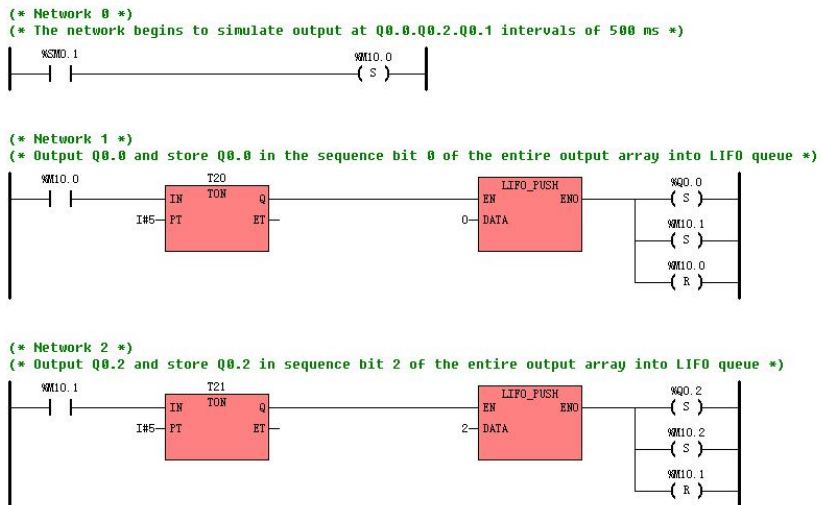 (* Network 0 *)
(* The network begins to simulate output at Q0.0.Q0.2.Q0.1 intervals of 500 ms *)
%SM0.1 %M10.0
S
(* Network 1 *)
(* Output Q0.0 and store Q0.0 in the sequence bit 0 of the entire output array into LIFO queue *)
%M10.0 T20 LIFO_PUSH %Q0.0
IN TON Q EN ENO S
I#5 PT ET 0 DATA %M10.1
S
%M10.0
R
(* Network 2 *)
(* Output Q0.2 and store Q0.2 in sequence bit 2 of the entire output array into LIFO queue *)
%M10.1 T21 LIFO_PUSH %Q0.2
IN TON Q EN ENO S
I#5 PT ET 2 DATA %M10.2
S
%M10.1
R